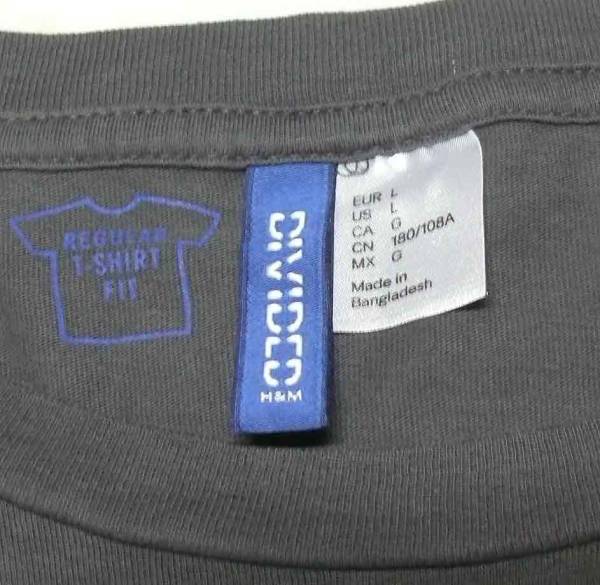 REGULAR
T-SHIRT
FIT
DIVIDED
H&M
EUR L
US L
CA G
CN 180/108A
MX G
Made in
Bangladesh